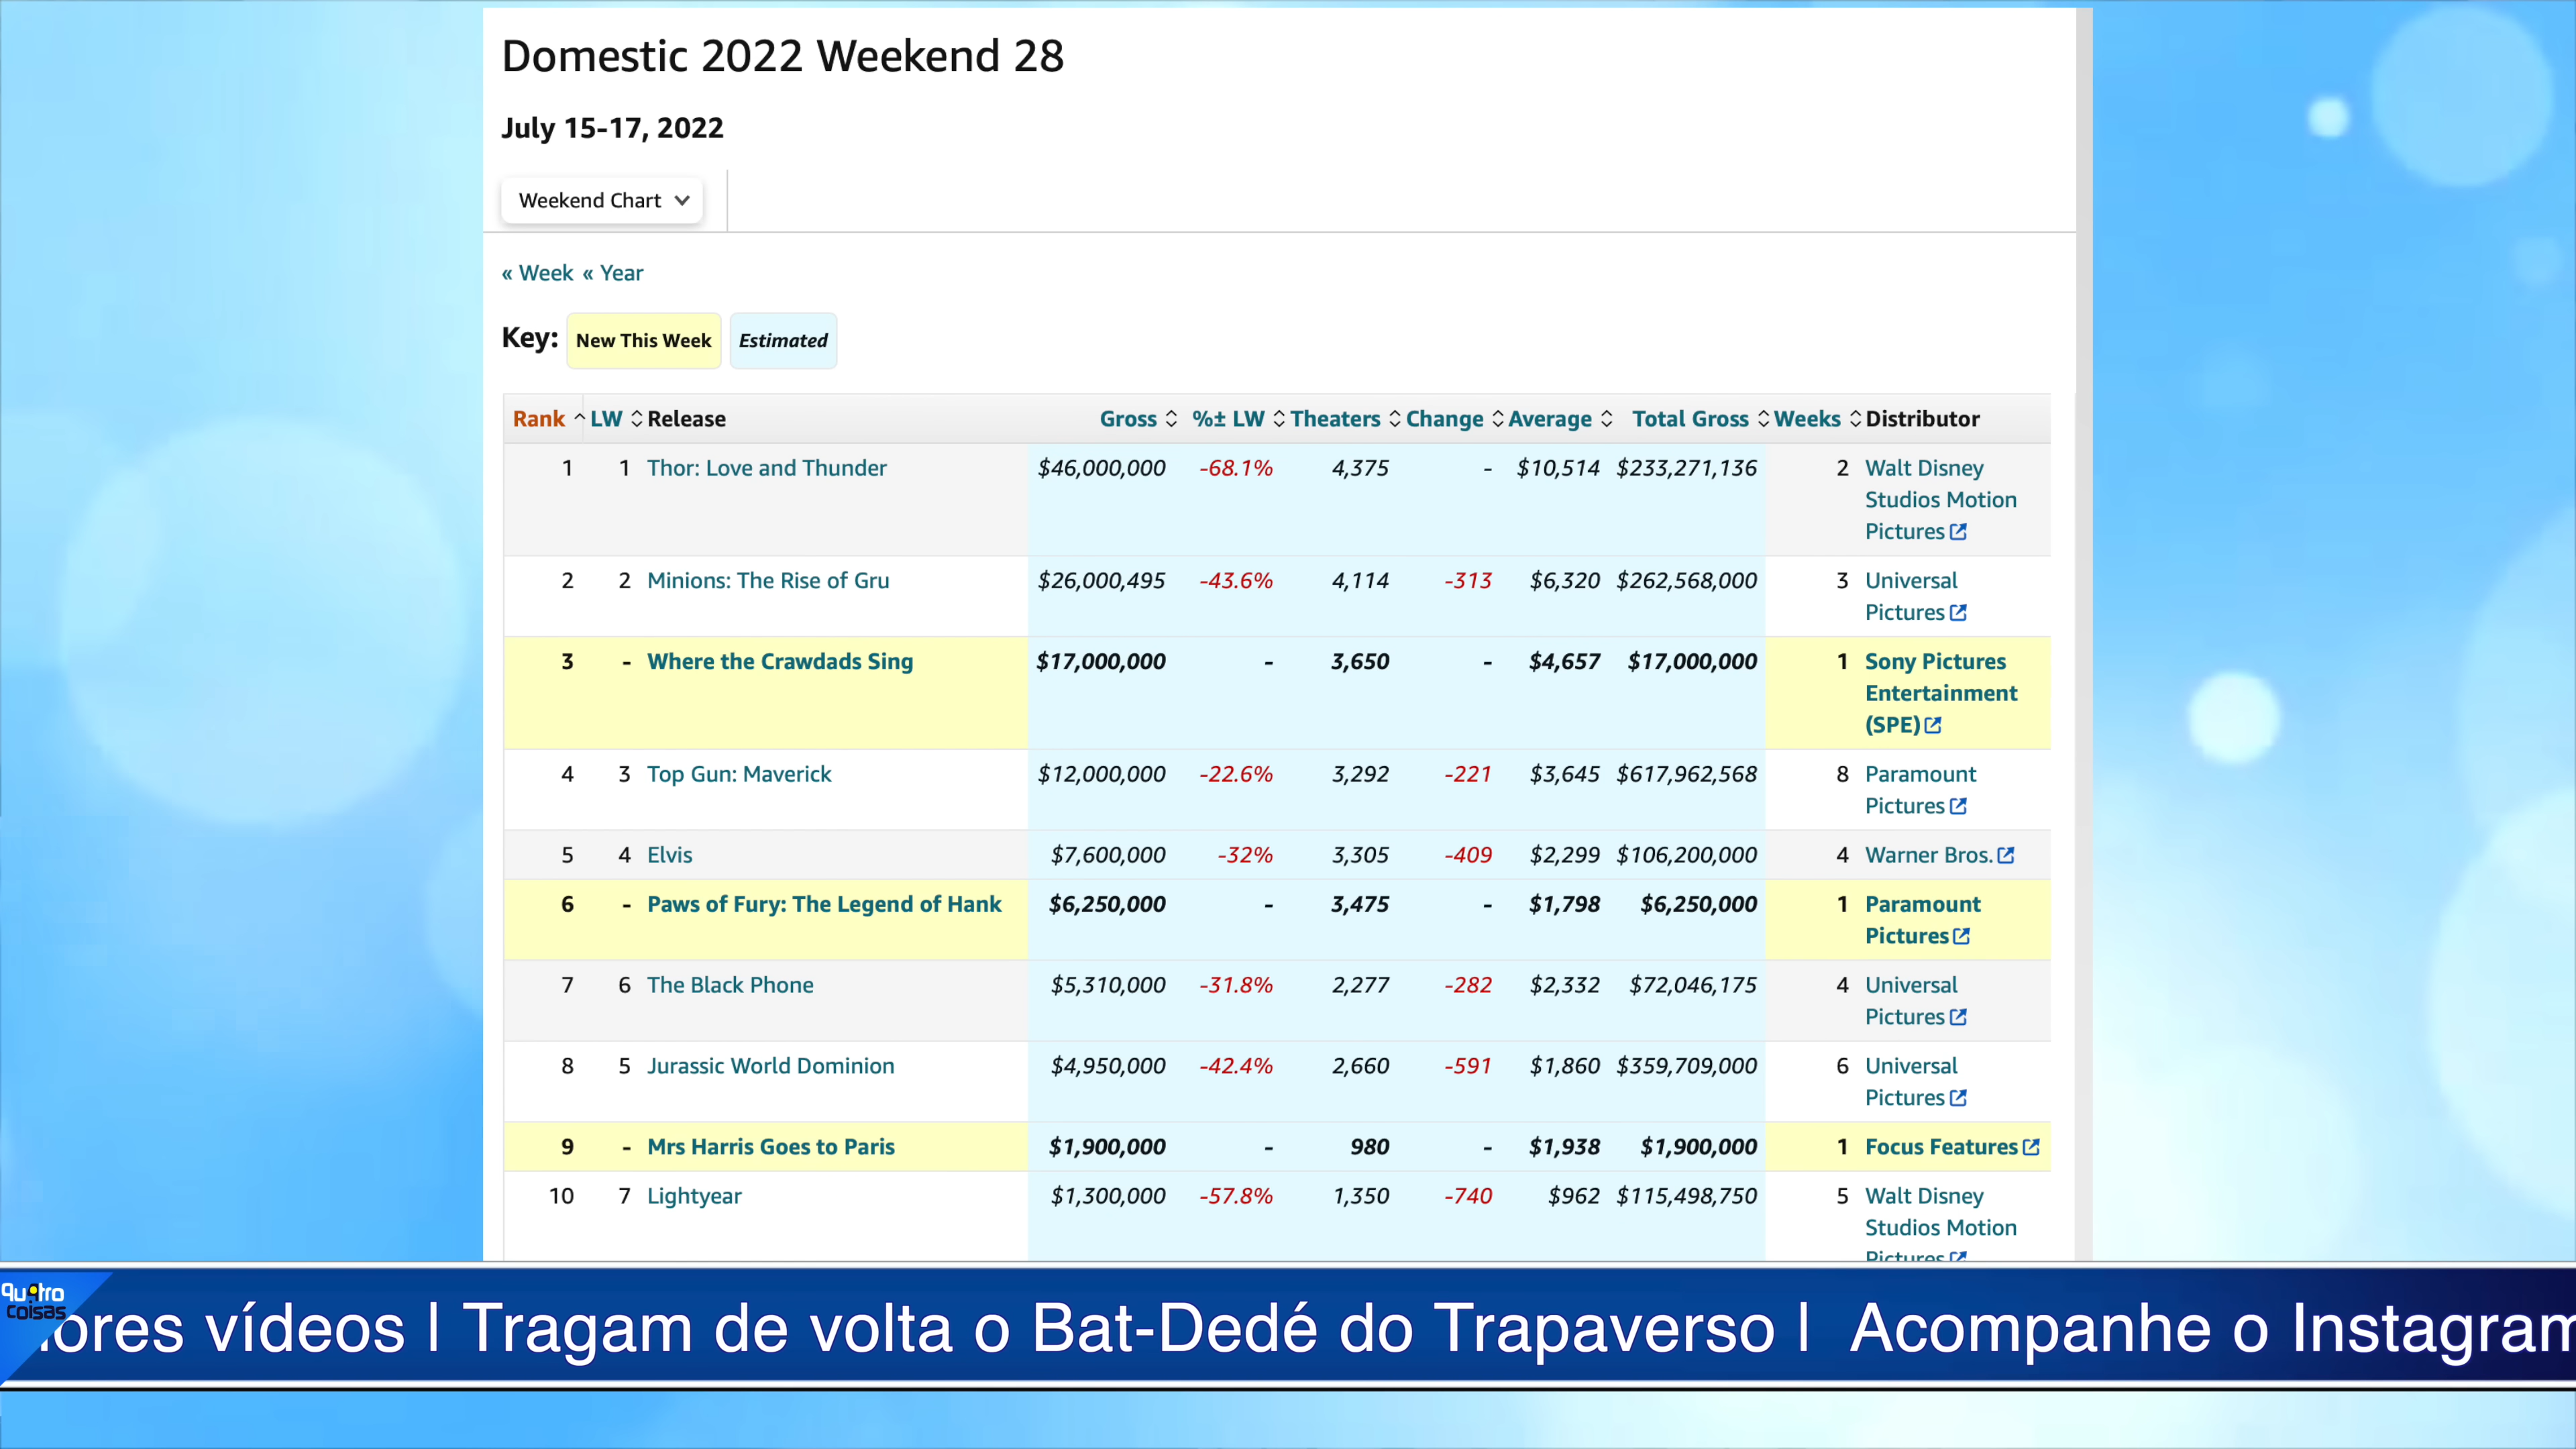 Domestic 2022 Weekend 28
July 15-17, 2022
Weekend Chart
« Week « Year
Key: New This Week Estimated
Rank LW Release Gross %± LW Theaters Change Average Total Gross Weeks Distributor
1 1 Thor: Love and Thunder $46,000,000 -68.1% 4,375 - $10,514 $233,271,136 2 Walt Disney
Studios Motion
Pictures
2 2 Minions: The Rise of Gru $26,000,495 -43.6% 4,114 -313 $6,320 $262,568,000 3 Universal
Pictures
3 - Where the Crawdads Sing $17,000,000 - 3,650 - $4,657 $17,000,000 1 Sony Pictures
Entertainment
(SPE)
4 3 Top Gun: Maverick $12,000,000 -22.6% 3,292 -221 $3,645 $617,962,568 8 Paramount
Pictures
5 4 Elvis $7,600,000 -32% 3,305 -409 $2,299 $106,200,000 4 Warner Bros.
6 - Paws of Fury: The Legend of Hank $6,250,000 - 3,475 - $1,798 $6,250,000 1 Paramount
Pictures
7 6 The Black Phone $5,310,000 -31.8% 2,277 -282 $2,332 $72,046,175 4 Universal
Pictures
8 5 Jurassic World Dominion $4,950,000 -42.4% 2,660 -591 $1,860 $359,709,000 6 Universal
Pictures
9 - Mrs Harris Goes to Paris $1,900,000 - 980 - $1,938 $1,900,000 1 Focus Features
10 7 Lightyear $1,300,000 -57.8% 1,350 -740 $962 $115,498,750 5 Walt Disney
Studios Motion
Pictures
quatro
coisas
ores vídeos | Tragam de volta o Bat-Dedé do Trapaverso | Acompanhe o Instagram